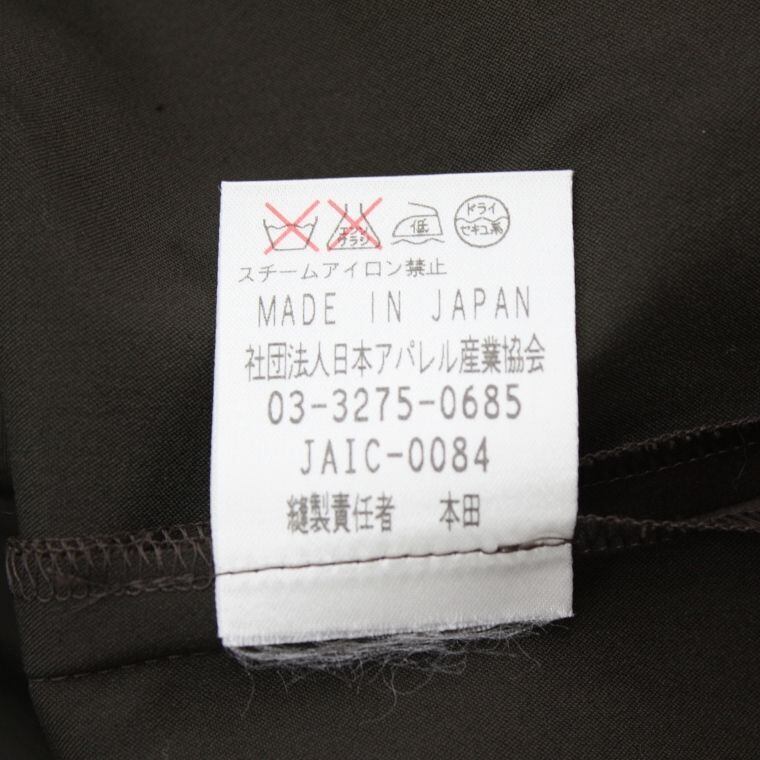 エンソ
サラシ
低
ドライ
セキユ系
スチームアイロン禁止
MADE IN JAPAN
社団法人日本アパレル産業協会
03-3275-0685
JAIC-0084
縫製責任者 本田